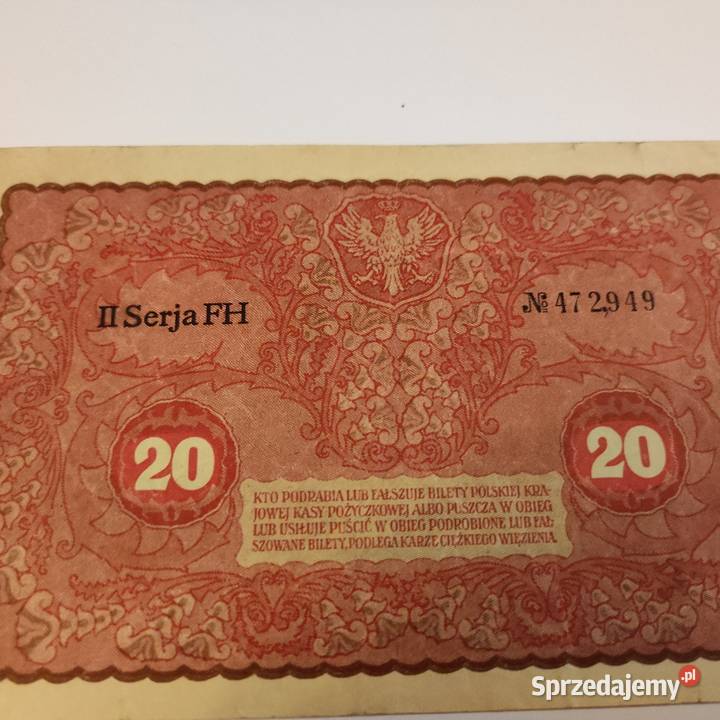 II Serja FH
№ 472,949
20
20
KTO PODRABIA LUB FAŁSZUJE BILETY POLSKIEJ KRA-
JOWEJ KASY POŻYCZKOWEJ ALBO PUSZCZA W OBIEG
LUB USIŁUJE PUŚCIĆ W OBIEG PODROBIONE LUB FAŁ-
SZOWANE BILETY, PODLEGA KARZE CIĘŻKIEGO WIĘZIENIA.
Sprzedajemy.pl